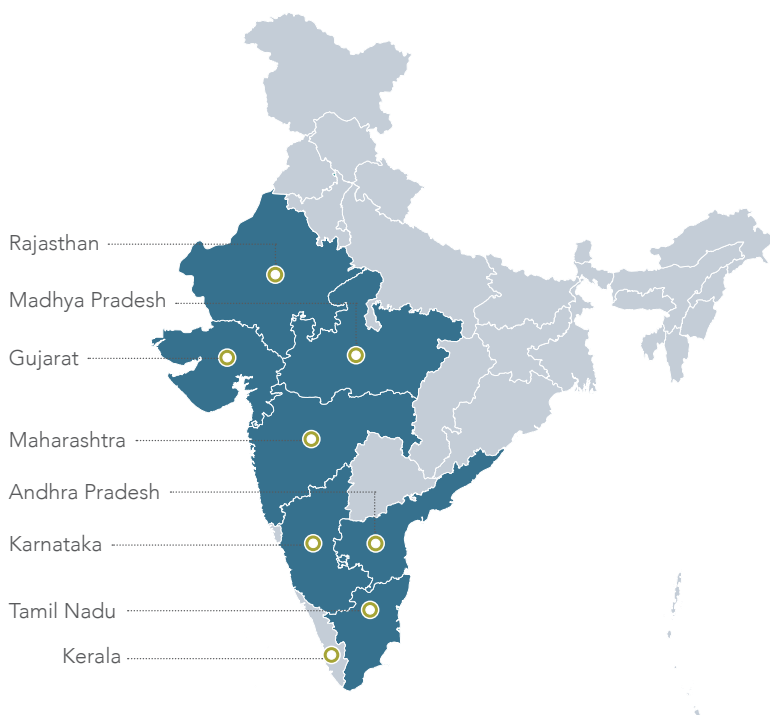 Rajasthan
Madhya Pradesh
Gujarat
Maharashtra
Andhra Pradesh
Karnataka
Tamil Nadu
Kerala